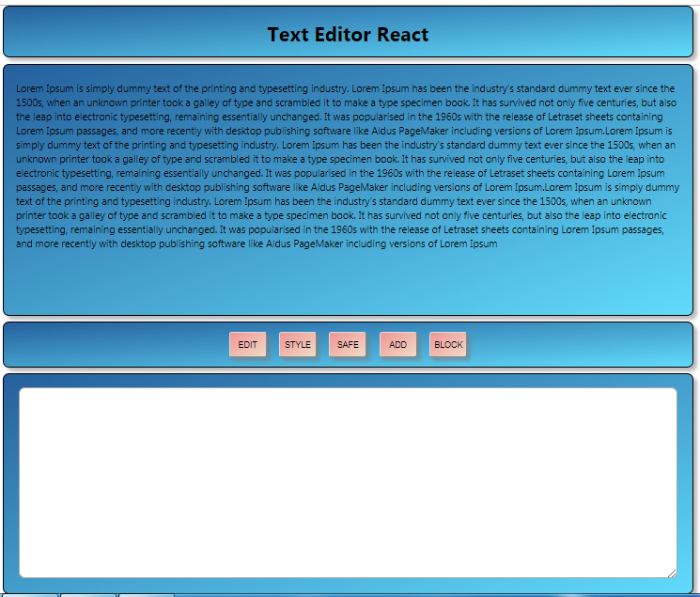 Text Editor React
Lorem Ipsum is simply dummy text of the printing and typesetting industry. Lorem Ipsum has been the industry's standard dummy text ever since the
1500s, when an unknown printer took a galley of type and scrambled it to make a type specimen book. It has survived not only five centuries, but also
the leap into electronic typesetting, remaining essentially unchanged. It was popularised in the 1960s with the release of Letraset sheets containing
Lorem Ipsum passages, and more recently with desktop publishing software like Aldus PageMaker including versions of Lorem Ipsum.Lorem Ipsum is
simply dummy text of the printing and typesetting industry. Lorem Ipsum has been the industry's standard dummy text ever since the 1500s, when an
unknown printer took a galley of type and scrambled it to make a type specimen book. It has survived not only five centuries, but also the leap into
electronic typesetting, remaining essentially unchanged. It was popularised in the 1960s with the release of Letraset sheets containing Lorem Ipsum
passages, and more recently with desktop publishing software like Aldus PageMaker including versions of Lorem Ipsum.Lorem Ipsum is simply dummy
text of the printing and typesetting industry. Lorem Ipsum has been the industry's standard dummy text ever since the 1500s, when an unknown
printer took a galley of type and scrambled it to make a type specimen book. It has survived not only five centuries, but also the leap into electronic
typesetting, remaining essentially unchanged. It was popularised in the 1960s with the release of Letraset sheets containing Lorem Ipsum passages,
and more recently with desktop publishing software like Aldus PageMaker including versions of Lorem Ipsum
EDIT STYLE SAFE ADD BLOCK